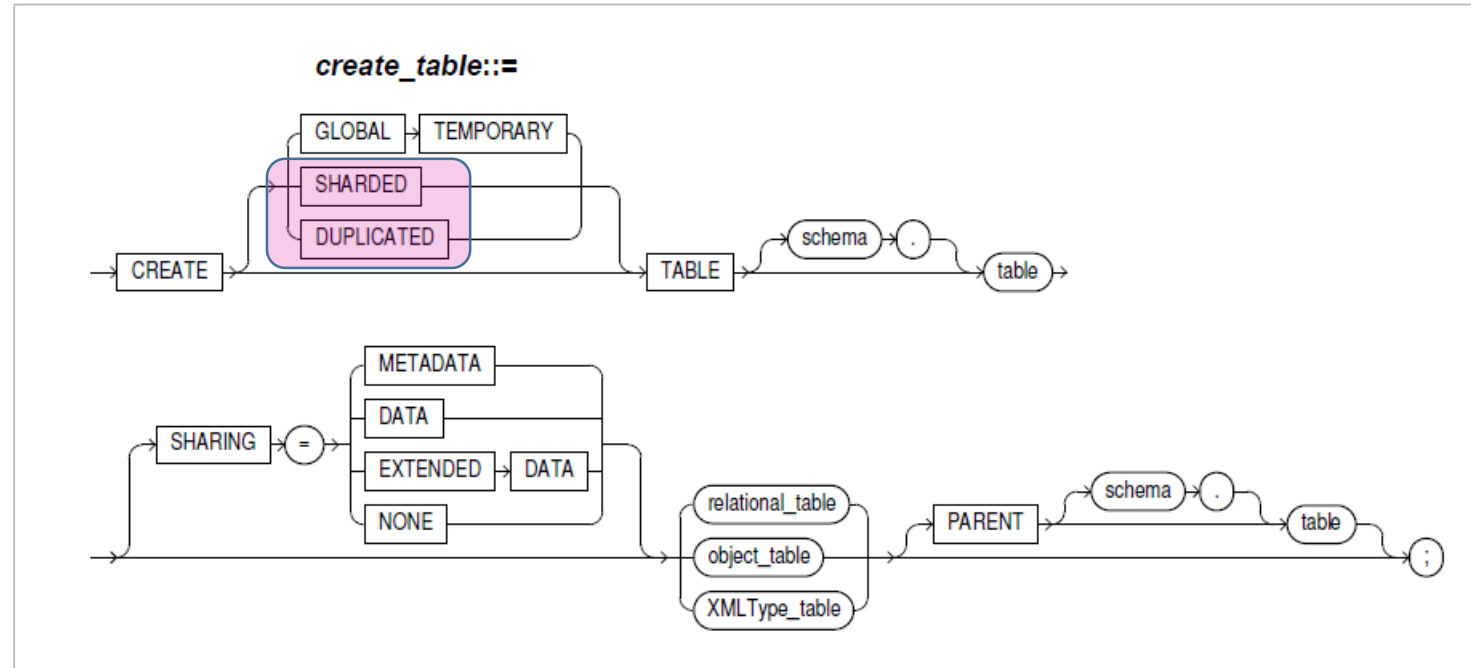 create_table::=
GLOBAL TEMPORARY
SHARDED
DUPLICATED
schema .
CREATE TABLE table
METADATA
DATA
SHARING =
EXTENDED DATA
NONE
relational_table
schema .
PARENT table
object_table ;
XMLType_table